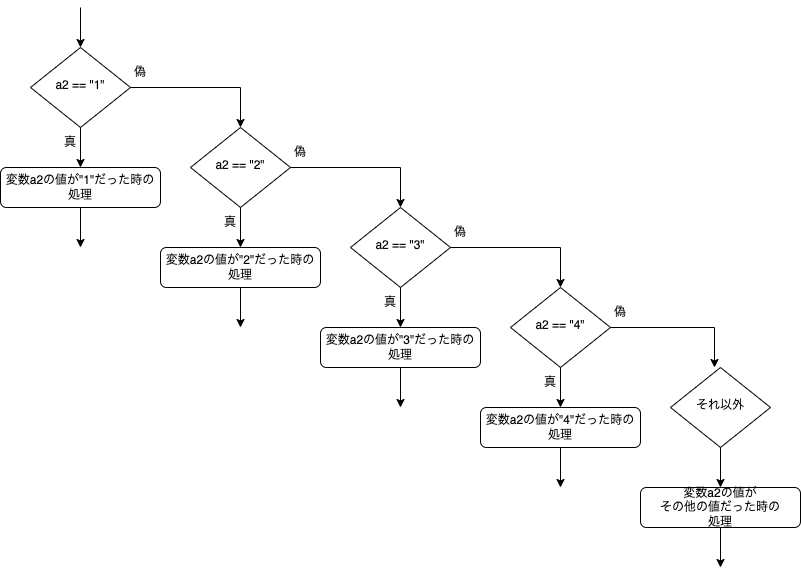 a2 == "1"
偽
真
変数a2の値が"1"だった時の
処理
a2 == "2"
偽
真
変数a2の値が"2"だった時の
処理
a2 == "3"
偽
真
変数a2の値が"3"だった時の
処理
a2 == "4"
偽
真
変数a2の値が"4"だった時の
処理
それ以外
変数a2の値が
その他の値だった時の
処理